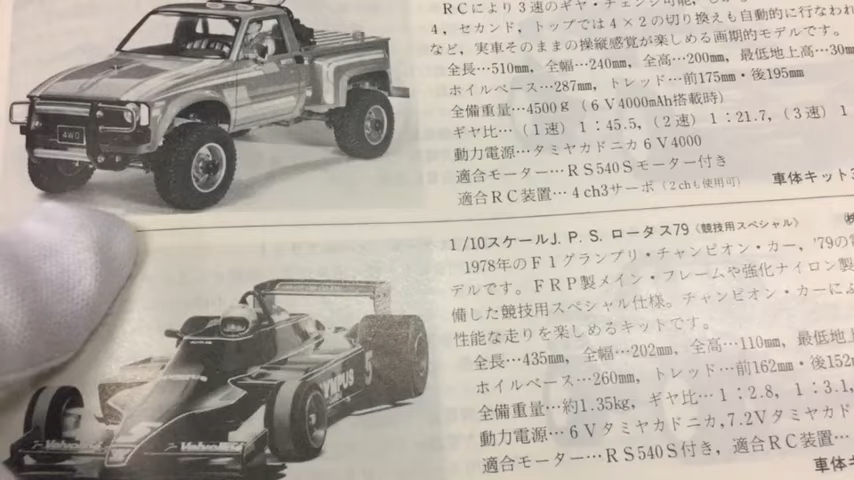 RCにより3速のギヤ・チェンジ可能,
4，セカンド，トップでは4×2の切り換えも自動的に行なわれ
など，実車そのままの操縦感覚が楽しめる画期的モデルです。
全長…510mm，全幅…240mm，全高…200mm，最低地上高…30mm
ホイルベース…287mm，トレッド…前175mm・後195mm
全備重量…4500g（6V4000mAh搭載時）
ギヤ比…（1速）1：45.5，（2速）1：21.7，（3速）1
動力電源…タミヤカドニカ6V4000
適合モーター…RS540Sモーター付き
適合RC装置…4ch3サーボ（2chも使用可）
車体キット
4WD
1/10スケールJ．P．S．ロータス79（競技用スペシャル）
1978年のF1グランプリ・チャンピオン・カー，'79の
デルです。FRP製メイン・フレームや強化ナイロン製
備した競技用スペシャル仕様。チャンピオン・カーにふ
性能な走りを楽しめるキットです。
全長…435mm，全幅…202mm，全高…110mm，最低地上
ホイルベース…260mm，トレッド…前162mm・後152m
全備重量…約1.35kg，ギヤ比…1：2.8，1：3.1，
動力電源…6Vタミヤカドニカ,7.2Vタミヤカド
適合モーター…RS540S付き，適合RC装置…
車体キ
OLYMPUS
5
Valvoline
Valvoline